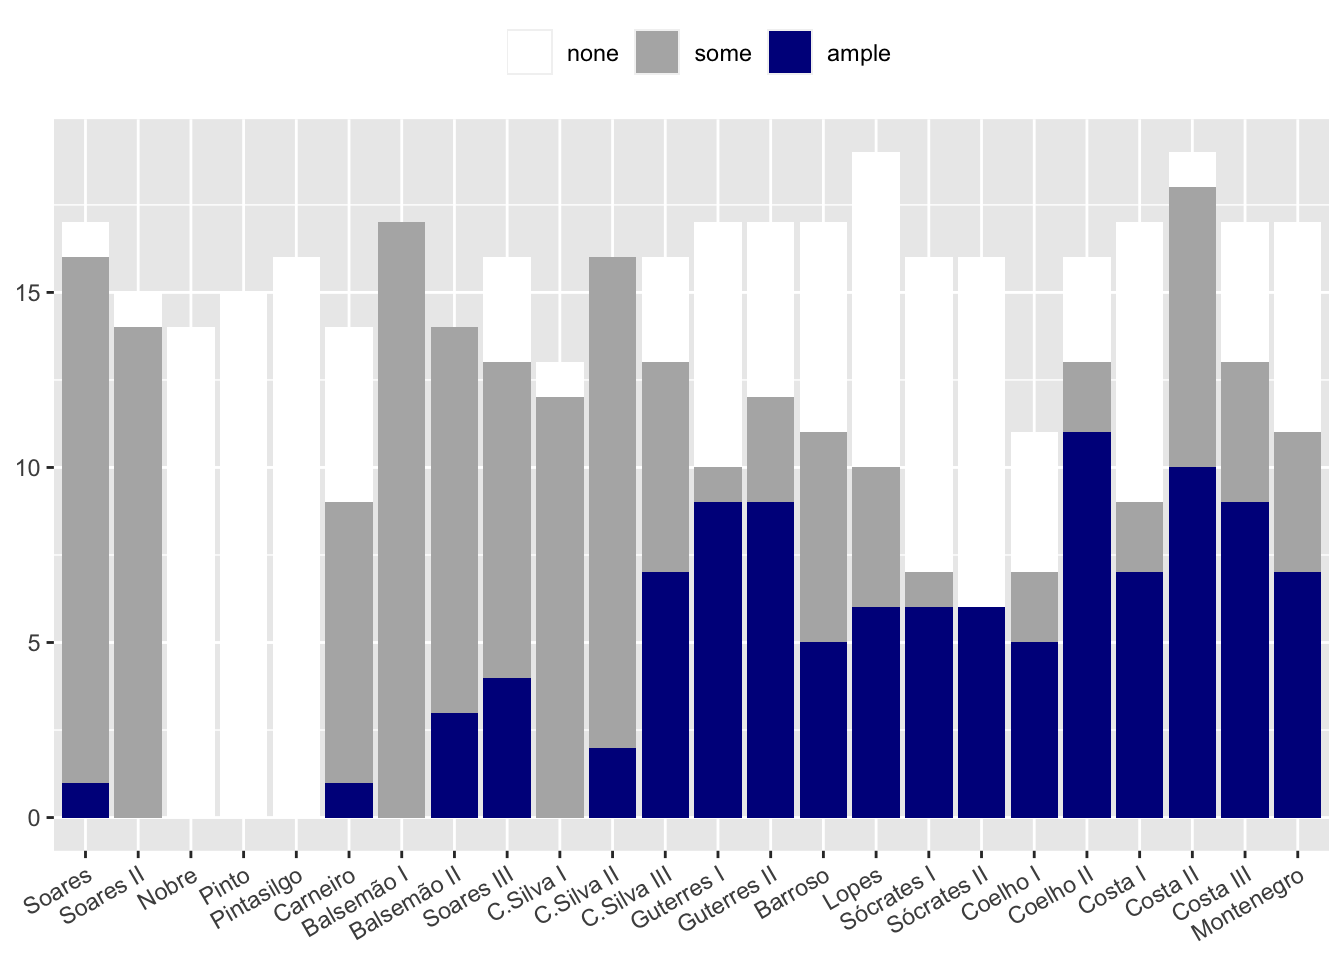 none some ample
15
10
5
0
Soares
Soares II
Nobre
Pinto
Pintasilgo
Carneiro
Balsemão I
Balsemão II
Soares III
C.Silva I
C.Silva II
C.Silva III
Guterres I
Guterres II
Barroso
Lopes
Sócrates I
Sócrates II
Coelho I
Coelho II
Costa I
Costa II
Costa III
Montenegro